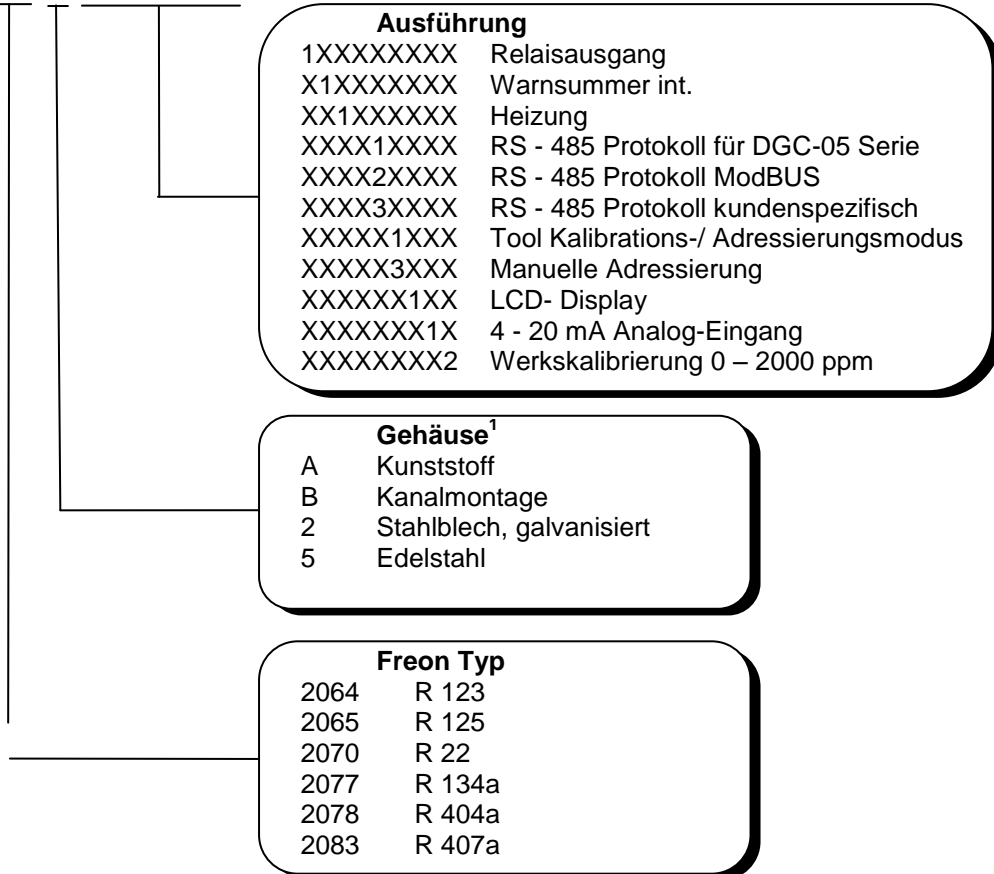 Ausführung
1XXXXXXXX Relaisausgang
X1XXXXXXX Warnsummer int.
XX1XXXXXX Heizung
XXXX1XXXX RS - 485 Protokoll für DGC-05 Serie
XXXX2XXXX RS - 485 Protokoll ModBUS
XXXX3XXXX RS - 485 Protokoll kundenspezifisch
XXXXX1XXX Tool Kalibrations-/ Adressierungsmodus
XXXXX3XXX Manuelle Adressierung
XXXXXX1XX LCD- Display
XXXXXXX1X 4 - 20 mA Analog-Eingang
XXXXXXXX2 Werkskalibrierung 0 – 2000 ppm
Gehäuse¹
A Kunststoff
B Kanalmontage
2 Stahlblech, galvanisiert
5 Edelstahl
Freon Typ
2064 R 123
2065 R 125
2070 R 22
2077 R 134a
2078 R 404a
2083 R 407a